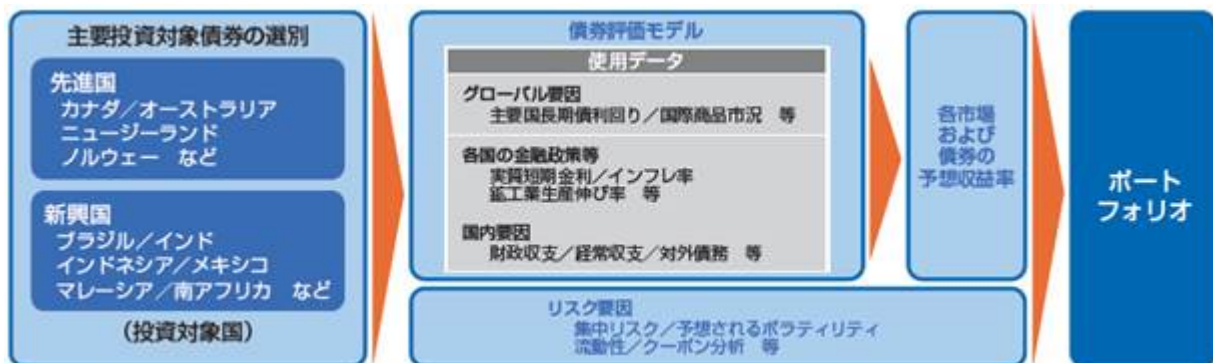 主要投資対象債券の選別
先進国
カナダ／オーストラリア
ニュージーランド
ノルウェー など
新興国
ブラジル／インド
インドネシア／メキシコ
マレーシア／南アフリカ など
(投資対象国)
債券評価モデル
使用データ
グローバル要因
主要国長期債利回り／国際商品市況 等
各国の金融政策等
実質短期金利／インフレ率
鉱工業生産伸び率 等
国内要因
財政収支／経常収支／対外債務 等
リスク要因
集中リスク／予想されるボラティリティ
流動性／クーポン分析 等
各市場
および
債券の
予想収益率
ポート
フォリオ